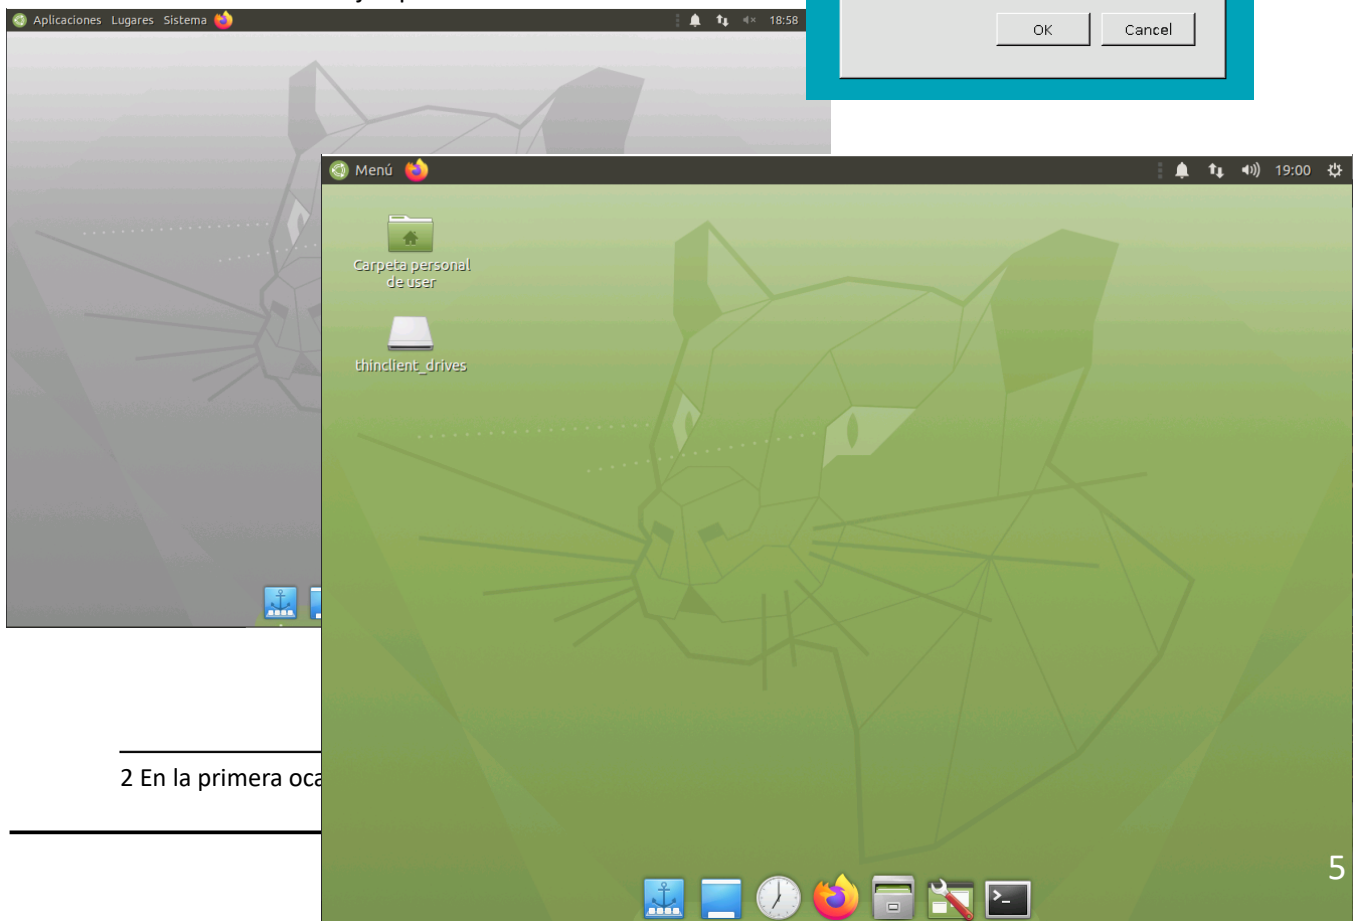 Aplicaciones Lugares Sistema
18:58
OK Cancel
Menú
19:00
Carpeta personal
de user
thinclient_drives
2 En la primera oca
5